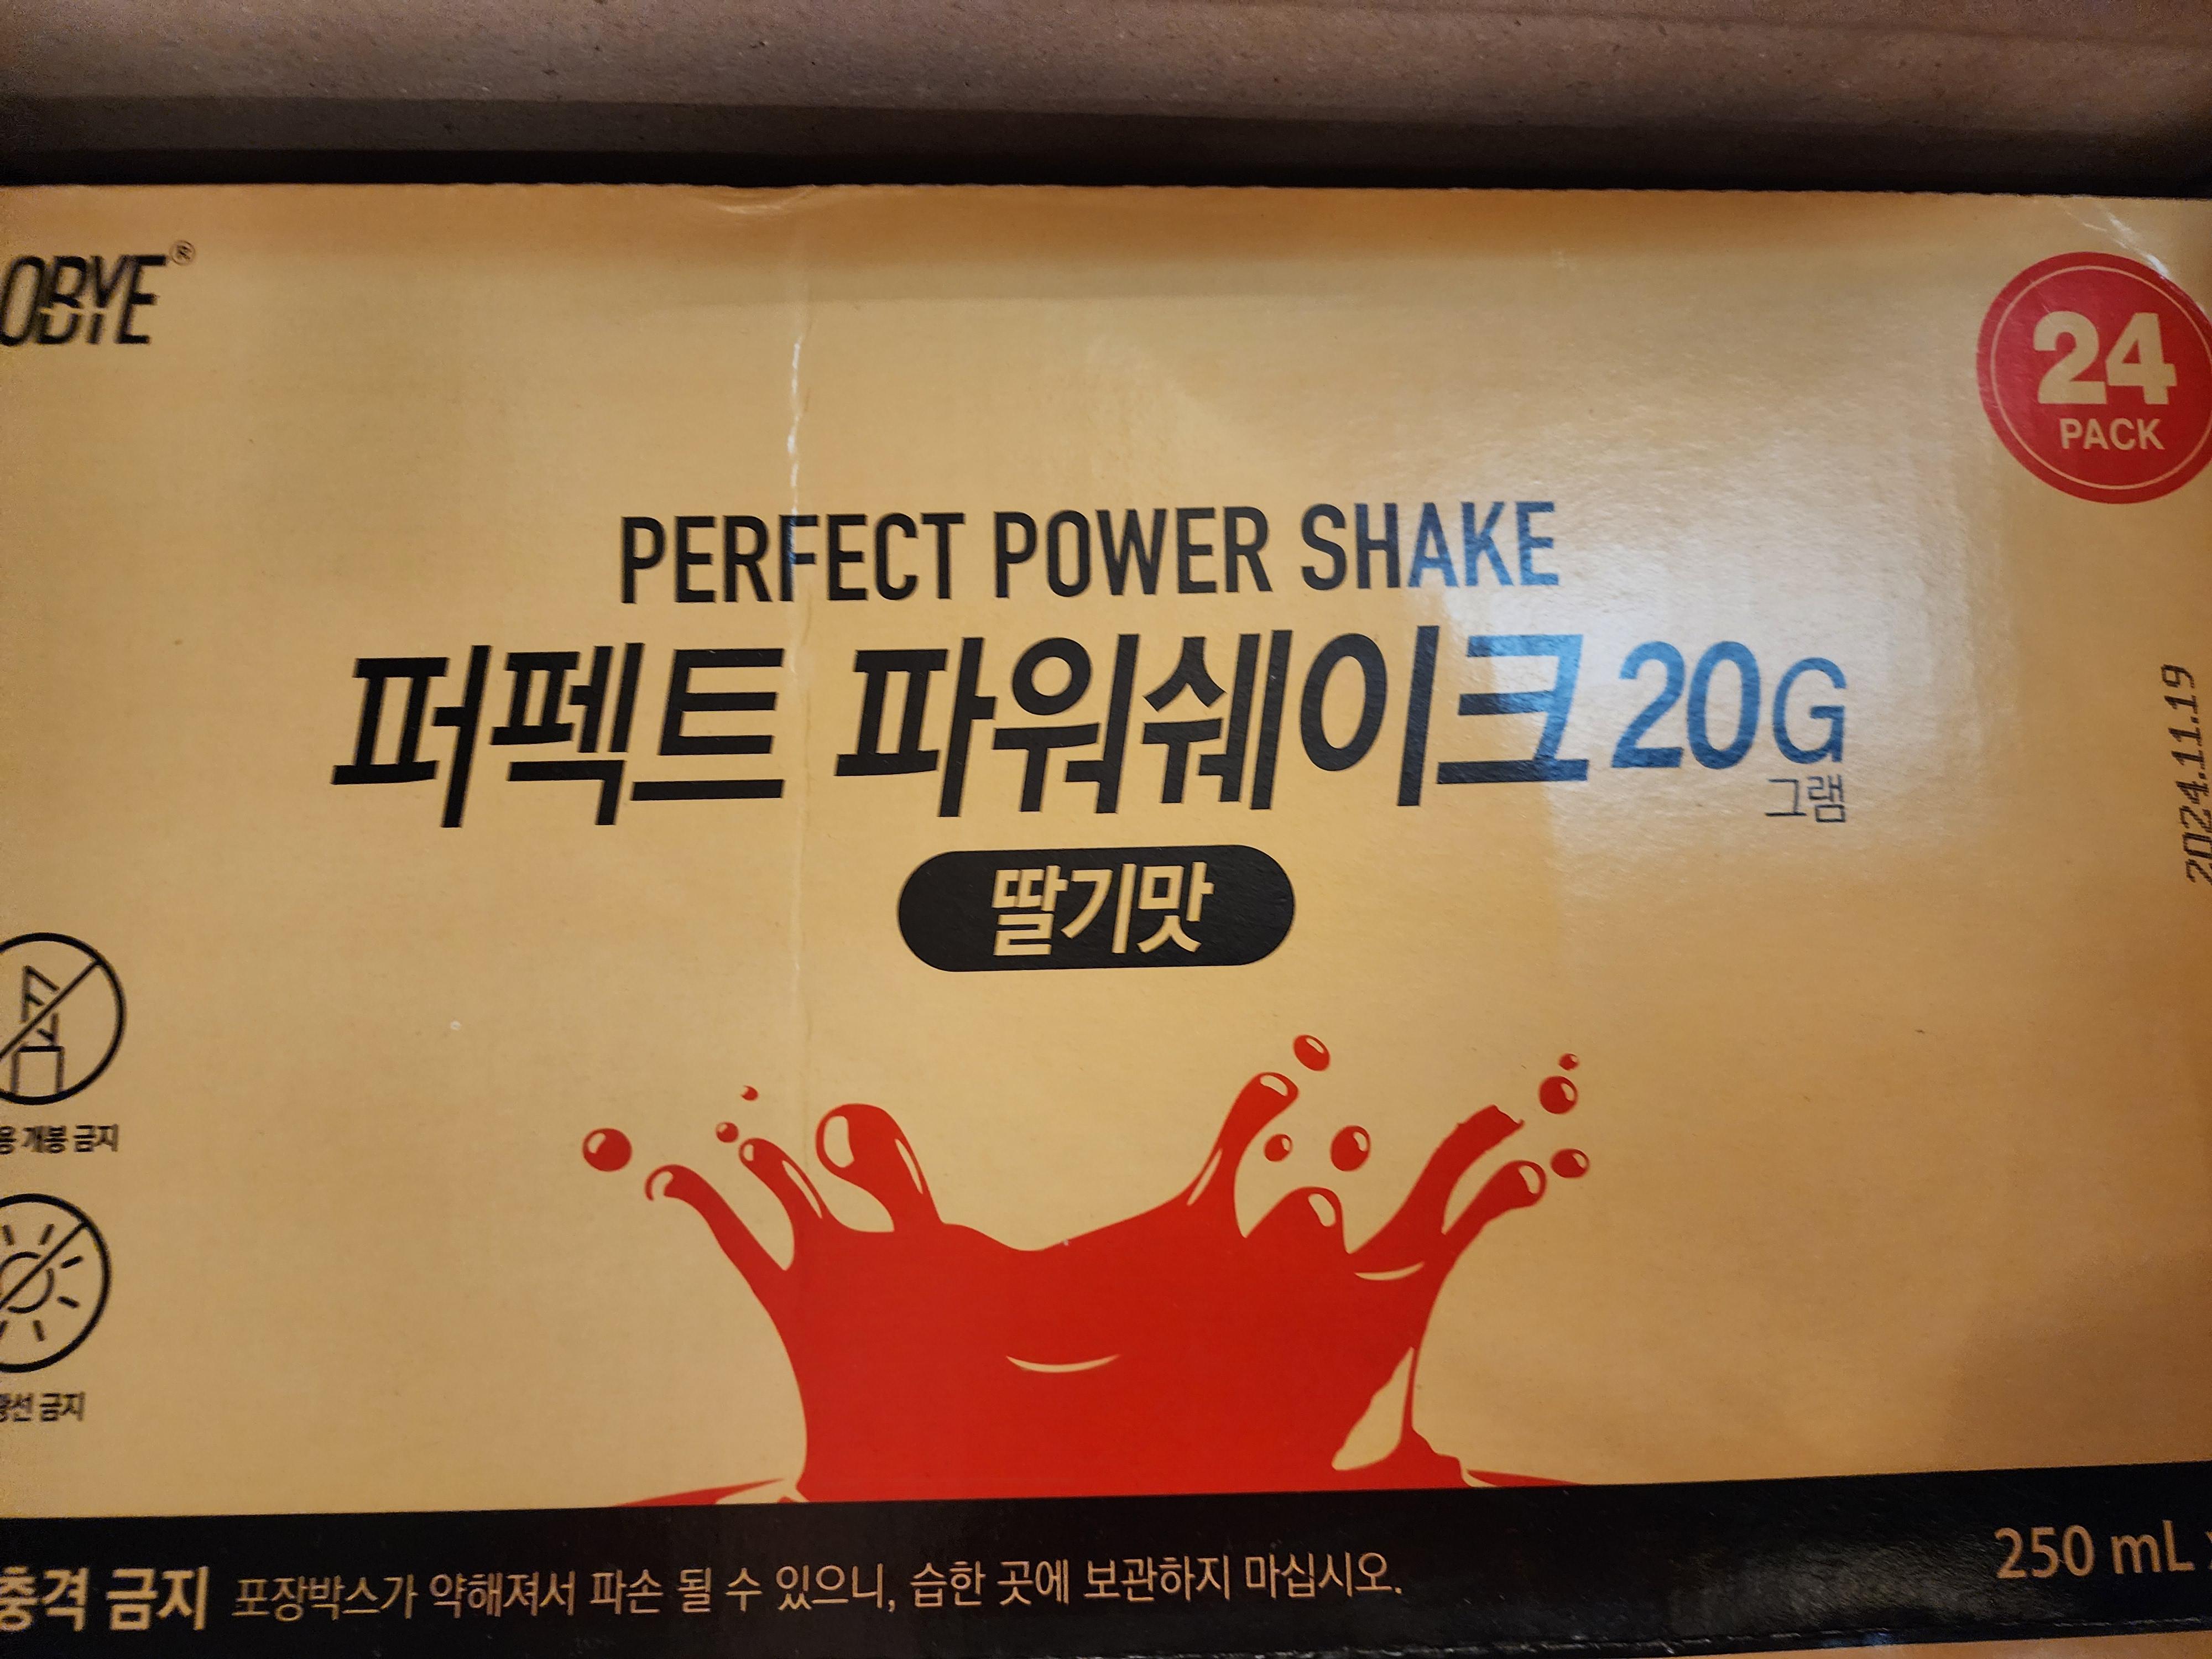 OBYE®
24
PACK
PERFECT POWER SHAKE
퍼펙트 파워쉐이크 20G
그램
딸기맛
2024.11.19
용 개봉 금지
광선 금지
충격 금지 포장박스가 약해져서 파손 될 수 있으니, 습한 곳에 보관하지 마십시오.
250 mL